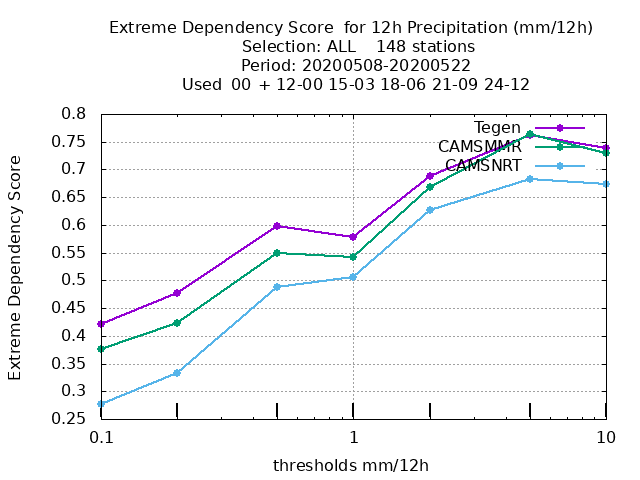 Extreme Dependency Score  for 12h Precipitation (mm/12h)
Selection: ALL    148 stations
Period: 20200508-20200522
Used  00 + 12-00 15-03 18-06 21-09 24-12
0.8
0.75
0.7
0.65
0.6
0.55
0.5
0.45
0.4
0.35
0.3
0.25
Extreme Dependency Score
Tegen
CAMSMMR
CAMSNRT
0.1
1
10
thresholds mm/12h